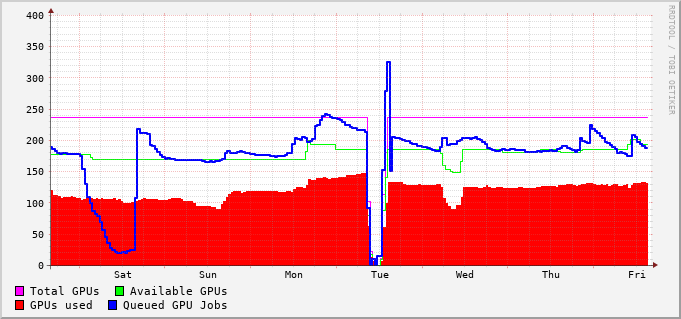 RRDTOOL / TOBI OETIKER
400
350
300
250
200
150
100
50
0
Sat Sun Mon Tue Wed Thu Fri
Total GPUs Available GPUs
GPUs used Queued GPU Jobs